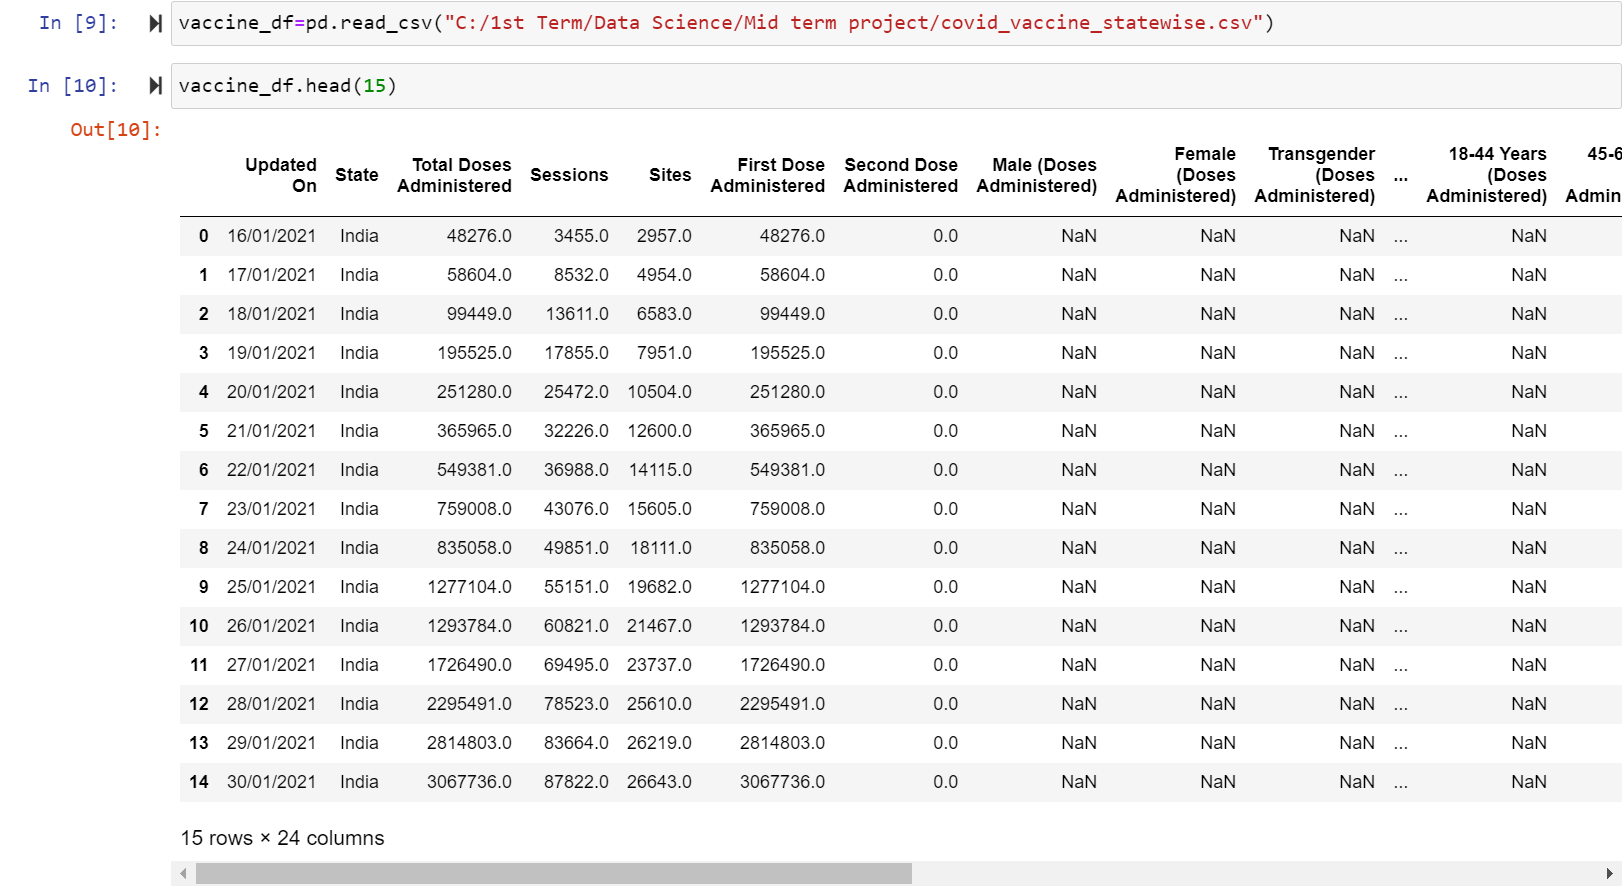 In [9]: vaccine_df=pd.read_csv("C:/1st Term/Data Science/Mid term project/covid_vaccine_statewise.csv")
In [10]: vaccine_df.head(15)
Out[10]:
Updated On State Total Doses Administered Sessions Sites First Dose Administered Second Dose Administered Male (Doses Administered) Female (Doses Administered) Transgender (Doses Administered) ... 18-44 Years (Doses Administered) 45-6 Admin
0 16/01/2021 India 48276.0 3455.0 2957.0 48276.0 0.0 NaN NaN NaN ... NaN
1 17/01/2021 India 58604.0 8532.0 4954.0 58604.0 0.0 NaN NaN NaN ... NaN
2 18/01/2021 India 99449.0 13611.0 6583.0 99449.0 0.0 NaN NaN NaN ... NaN
3 19/01/2021 India 195525.0 17855.0 7951.0 195525.0 0.0 NaN NaN NaN ... NaN
4 20/01/2021 India 251280.0 25472.0 10504.0 251280.0 0.0 NaN NaN NaN ... NaN
5 21/01/2021 India 365965.0 32226.0 12600.0 365965.0 0.0 NaN NaN NaN ... NaN
6 22/01/2021 India 549381.0 36988.0 14115.0 549381.0 0.0 NaN NaN NaN ... NaN
7 23/01/2021 India 759008.0 43076.0 15605.0 759008.0 0.0 NaN NaN NaN ... NaN
8 24/01/2021 India 835058.0 49851.0 18111.0 835058.0 0.0 NaN NaN NaN ... NaN
9 25/01/2021 India 1277104.0 55151.0 19682.0 1277104.0 0.0 NaN NaN NaN ... NaN
10 26/01/2021 India 1293784.0 60821.0 21467.0 1293784.0 0.0 NaN NaN NaN ... NaN
11 27/01/2021 India 1726490.0 69495.0 23737.0 1726490.0 0.0 NaN NaN NaN ... NaN
12 28/01/2021 India 2295491.0 78523.0 25610.0 2295491.0 0.0 NaN NaN NaN ... NaN
13 29/01/2021 India 2814803.0 83664.0 26219.0 2814803.0 0.0 NaN NaN NaN ... NaN
14 30/01/2021 India 3067736.0 87822.0 26643.0 3067736.0 0.0 NaN NaN NaN ... NaN
15 rows × 24 columns